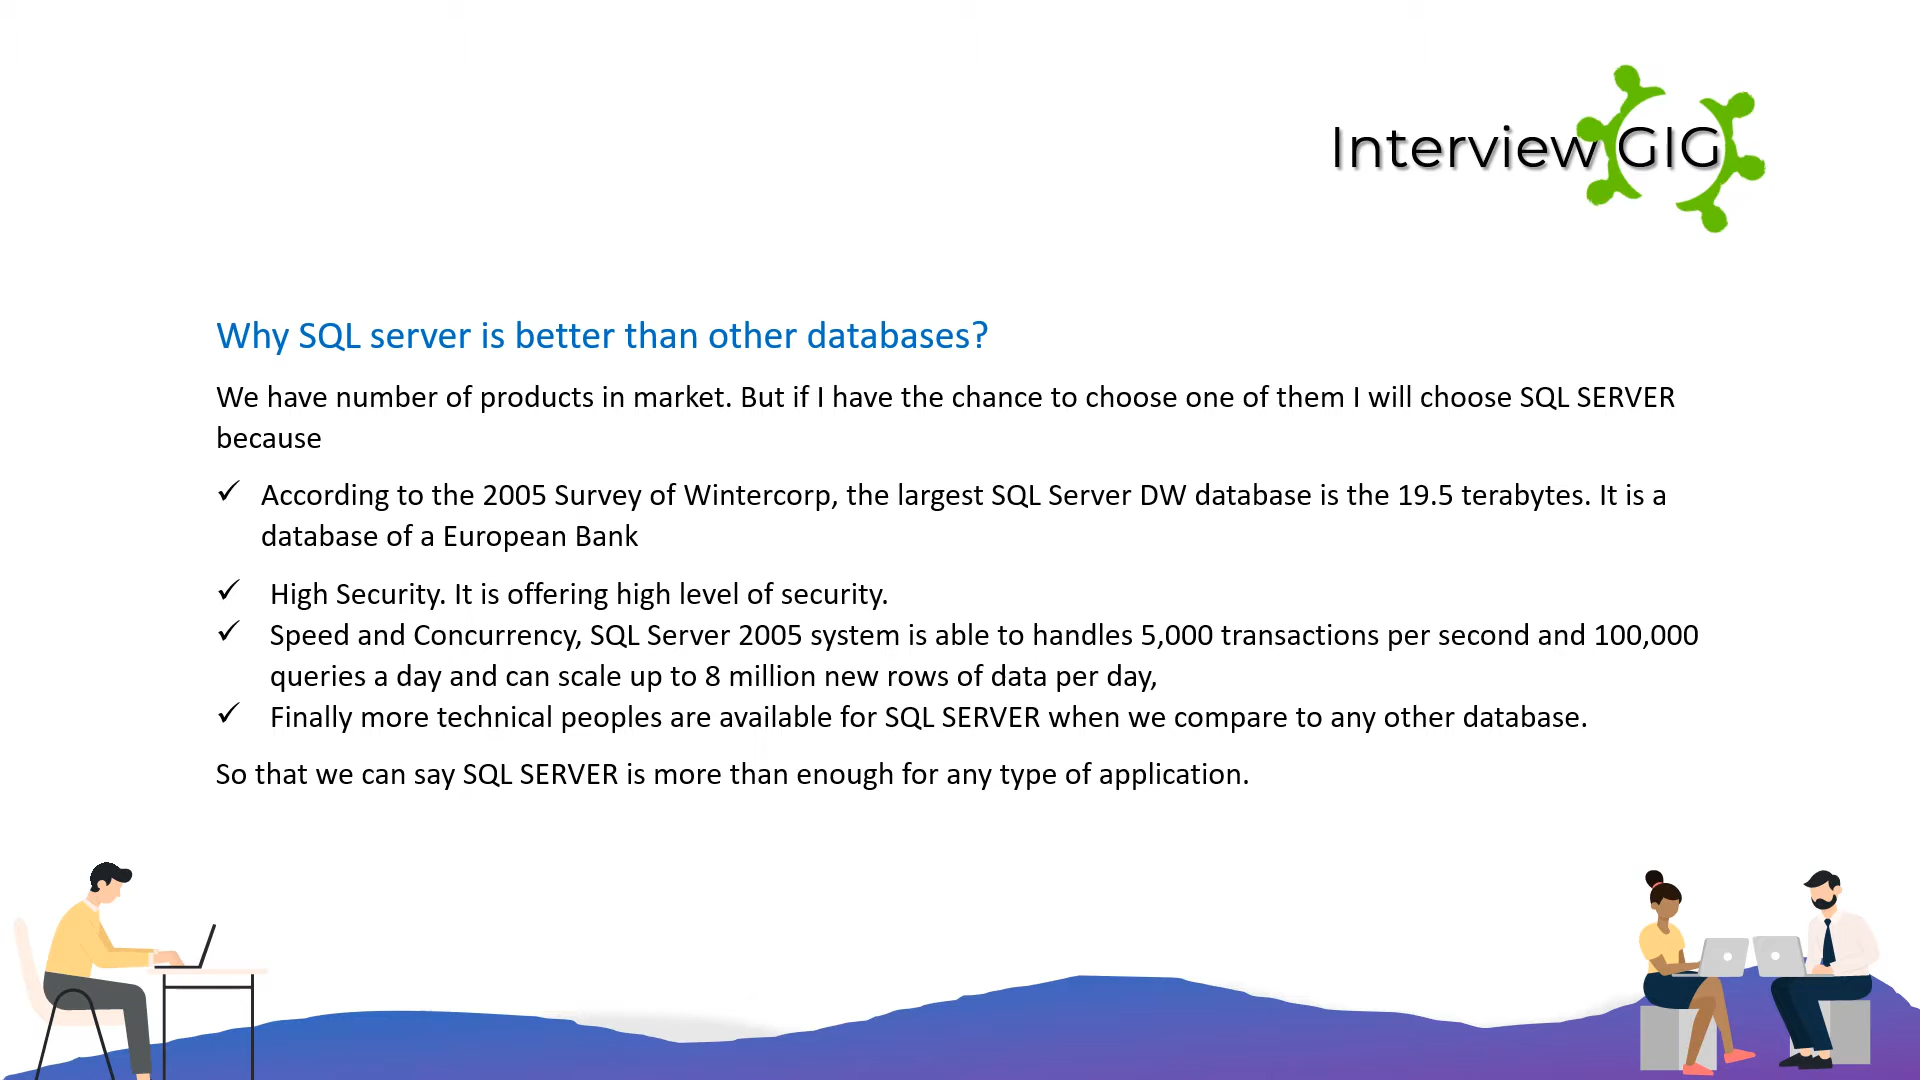 Interview GIG
Why SQL server is better than other databases?
We have number of products in market. But if I have the chance to choose one of them I will choose SQL SERVER
because
✓ According to the 2005 Survey of Wintercorp, the largest SQL Server DW database is the 19.5 terabytes. It is a
database of a European Bank
✓ High Security. It is offering high level of security.
✓ Speed and Concurrency, SQL Server 2005 system is able to handles 5,000 transactions per second and 100,000
queries a day and can scale up to 8 million new rows of data per day,
✓ Finally more technical peoples are available for SQL SERVER when we compare to any other database.
So that we can say SQL SERVER is more than enough for any type of application.